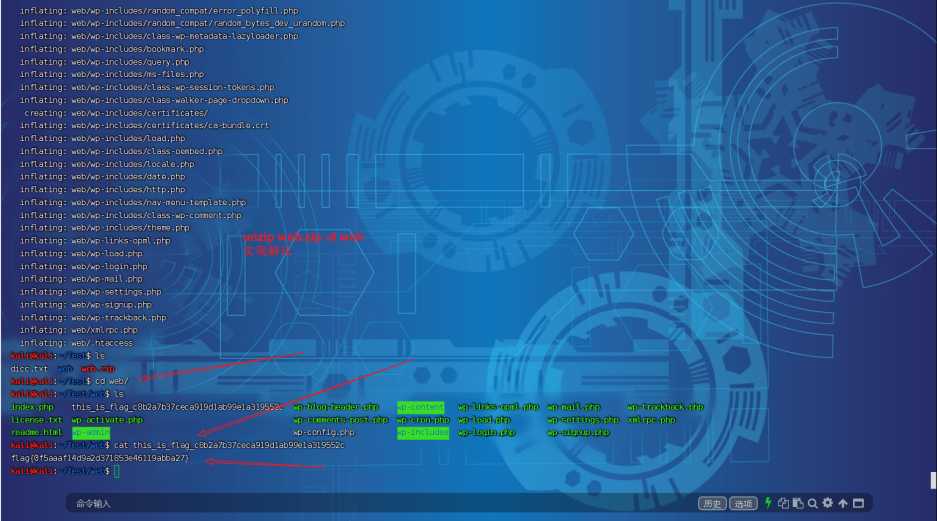 inflating: web/wp-includes/random_compat/error_polyfill.php
inflating: web/wp-includes/random_compat/random_bytes_dev_urandom.php
inflating: web/wp-includes/class-wp-metadata-lazyloader.php
inflating: web/wp-includes/bookmark.php
inflating: web/wp-includes/query.php
inflating: web/wp-includes/ms-files.php
inflating: web/wp-includes/class-wp-session-tokens.php
inflating: web/wp-includes/class-walker-page-dropdown.php
creating: web/wp-includes/certificates/
inflating: web/wp-includes/certificates/ca-bundle.crt
inflating: web/wp-includes/load.php
inflating: web/wp-includes/class-oembed.php
inflating: web/wp-includes/locale.php
inflating: web/wp-includes/date.php
inflating: web/wp-includes/http.php
inflating: web/wp-includes/nav-menu-template.php
inflating: web/wp-includes/class-wp-comment.php
inflating: web/wp-includes/theme.php
inflating: web/wp-links-opml.php
inflating: web/wp-load.php
inflating: web/wp-login.php
inflating: web/wp-mail.php
inflating: web/wp-settings.php
inflating: web/wp-signup.php
inflating: web/wp-trackback.php
inflating: web/xmlrpc.php
inflating: web/.htaccess
unzip web.zip -d web
实现解压
kali@kali:~/Test$ ls
dicc.txt web web.zip
kali@kali:~/Test$ cd web/
kali@kali:~/Test/web$ ls
index.php this_is_flag_c8b2a7b37ceca919d1ab99e1a319552c wp-blog-header.php wp-content wp-links-opml.php wp-mail.php wp-trackback.php
license.txt wp-activate.php wp-comments-post.php wp-cron.php wp-load.php wp-settings.php xmlrpc.php
readme.html wp-admin wp-config.php wp-includes wp-login.php wp-signup.php
kali@kali:~/Test/web$ cat this_is_flag_c8b2a7b37ceca919d1ab99e1a319552c
flag{0f5aaaf14d9a2d371853e46119abba27}
kali@kali:~/Test/web$
命令输入 历史 选项